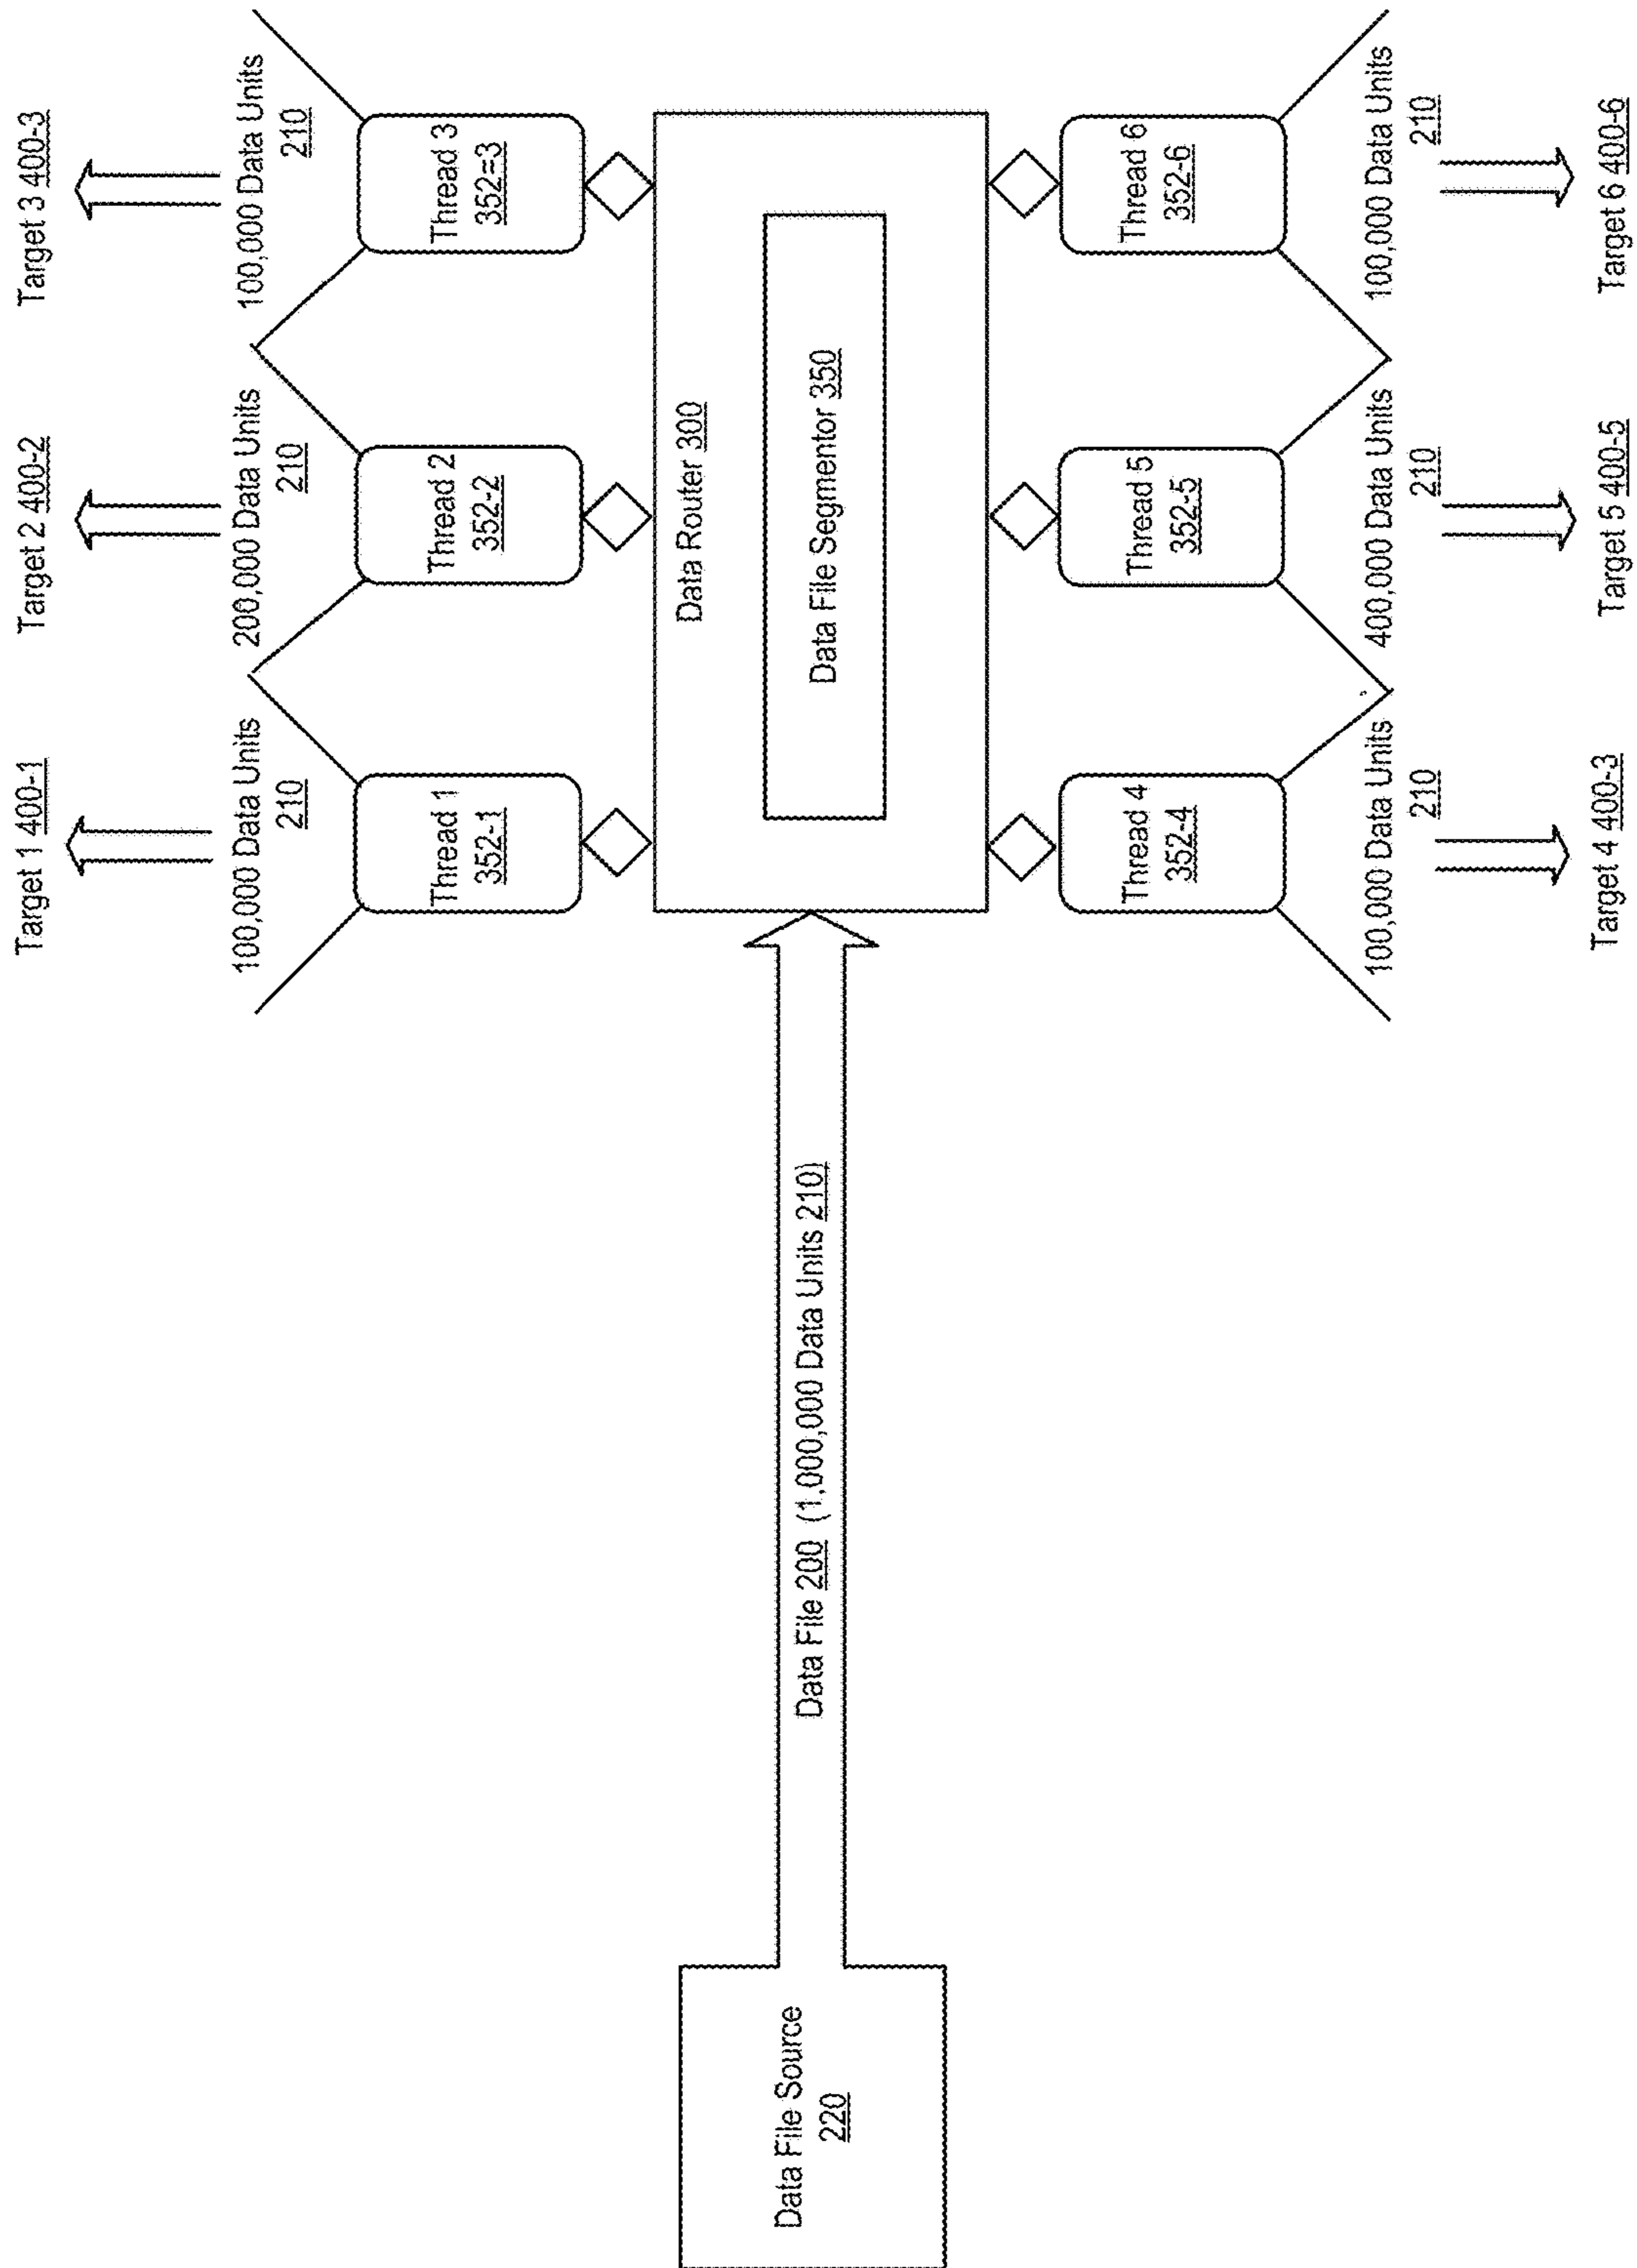 Target 1 400-1
Target 2 400-2
Target 3 400-3
100,000 Data Units
210
200,000 Data Units
210
100,000 Data Units
210
Thread 1
352-1
Thread 2
352-2
Thread 3
352=3
Data Router 300
Data File Segmentor 350
Data File Source
220
Data File 200 (1,000,000 Data Units 210)
Thread 4
352-4
Thread 5
352-5
Thread 6
352-6
100,000 Data Units
210
400,000 Data Units
210
100,000 Data Units
210
Target 4 400-3
Target 5 400-5
Target 6 400-6